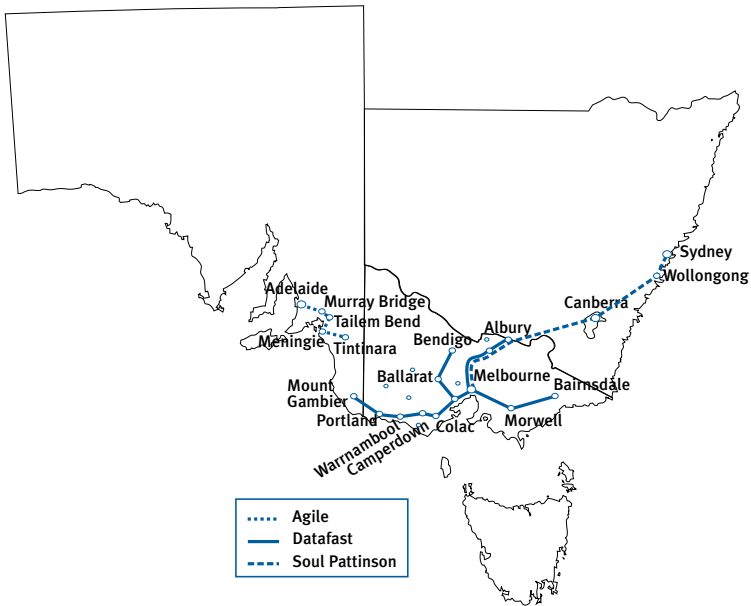 Sydney
Wollongong
Adelaide
Murray Bridge
Canberra
Tailem Bend
Albury
Meningie
Tintinara
Bendigo
Ballarat
Melbourne
Mount
Gambier
Bairnsdale
Portland
Warrnambool
Camperdown
Colac
Morwell
Agile
Datafast
Soul Pattinson